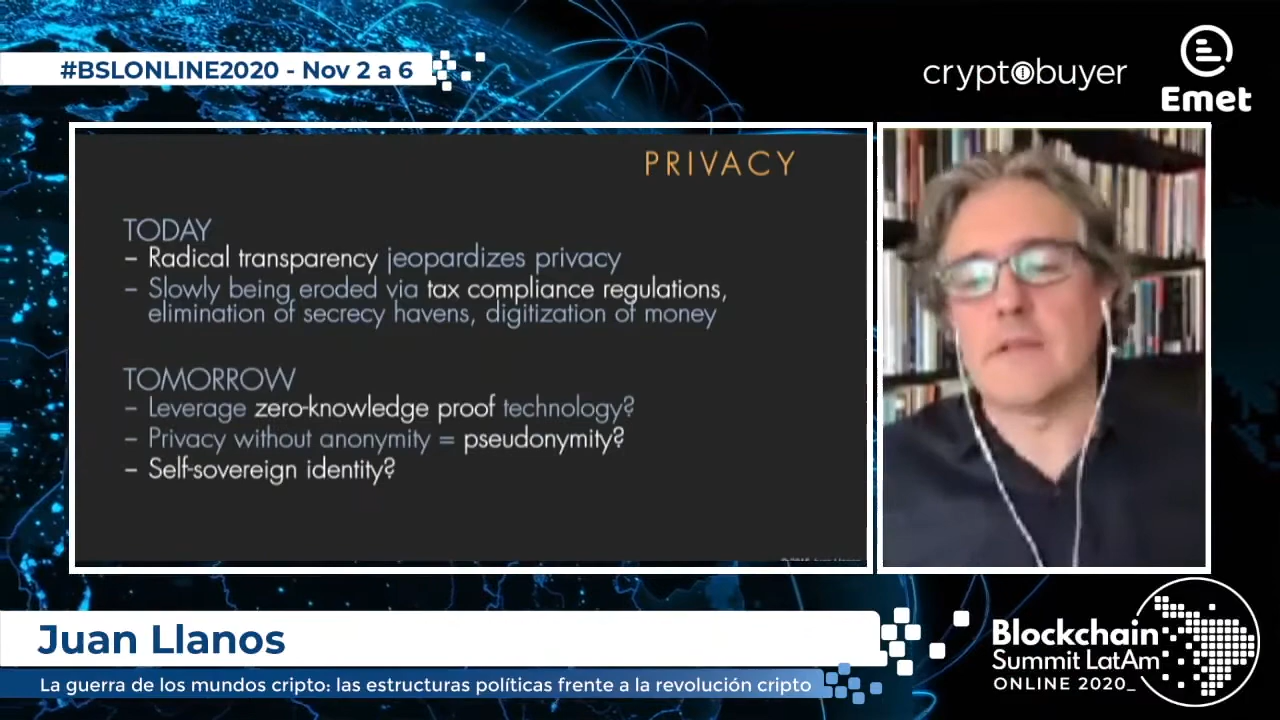 #BSLONLINE2020 - Nov 2 a 6
cryptobuyer
Emet
PRIVACY
TODAY
– Radical transparency jeopardizes privacy
– Slowly being eroded via tax compliance regulations,
elimination of secrecy havens, digitization of money
TOMORROW
– Leverage zero-knowledge proof technology?
– Privacy without anonymity = pseudonymity?
– Self-sovereign identity?
Juan Llanos
La guerra de los mundos cripto: las estructuras políticas frente a la revolución cripto
Blockchain
Summit LatAm
ONLINE 2020_